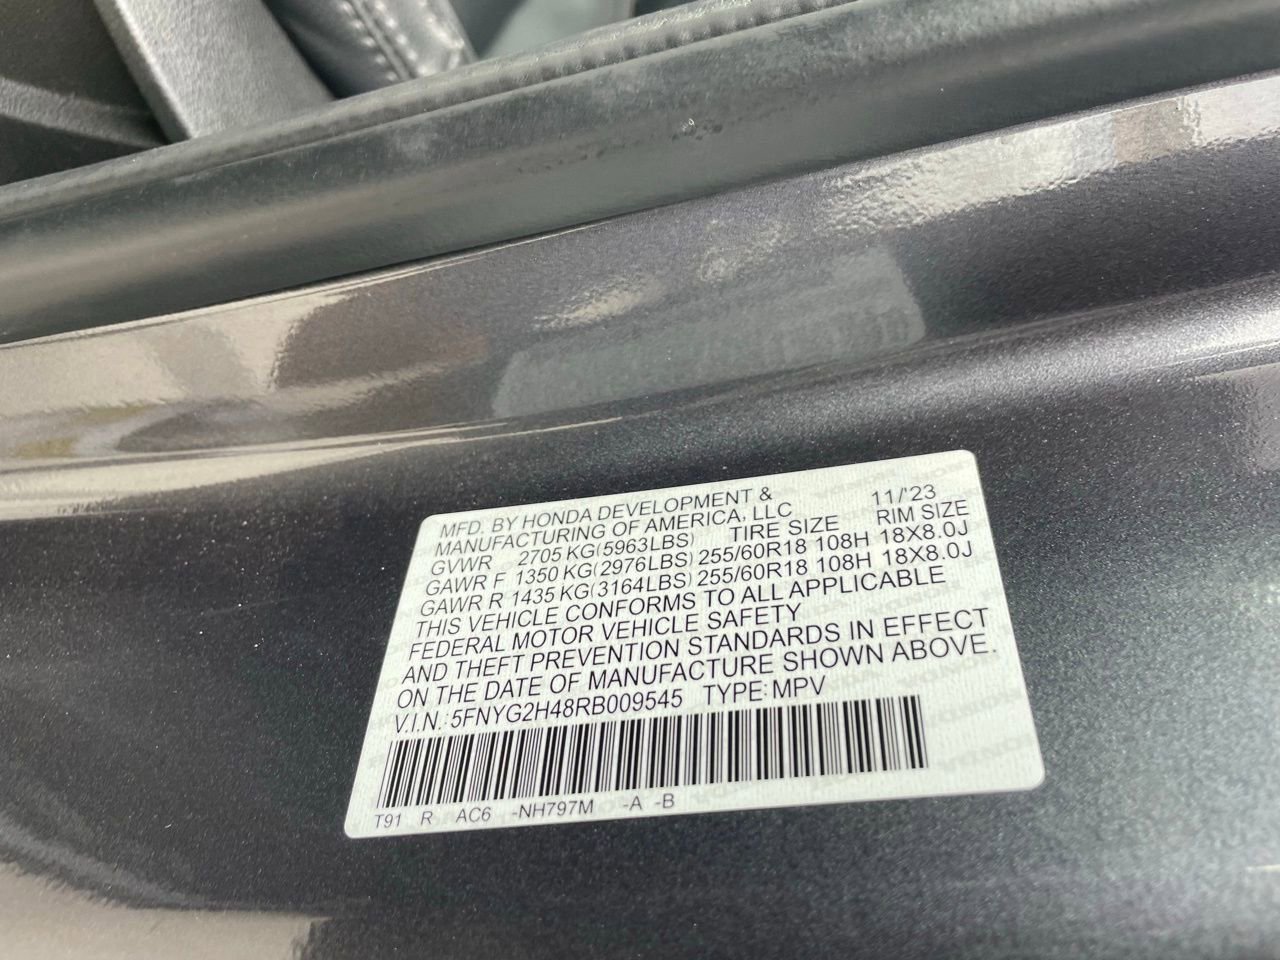 MFD. BY HONDA DEVELOPMENT & 11/'23
MANUFACTURING OF AMERICA, LLC
GVWR 2705 KG(5963LBS) TIRE SIZE RIM SIZE
GAWR F 1350 KG(2976LBS) 255/60R18 108H 18X8.0J
GAWR R 1435 KG(3164LBS) 255/60R18 108H 18X8.0J
THIS VEHICLE CONFORMS TO ALL APPLICABLE
FEDERAL MOTOR VEHICLE SAFETY
AND THEFT PREVENTION STANDARDS IN EFFECT
ON THE DATE OF MANUFACTURE SHOWN ABOVE.
V.I.N.: 5FNYG2H48RB009545 TYPE: MPV
T91 R AC6 -NH797M -A -B